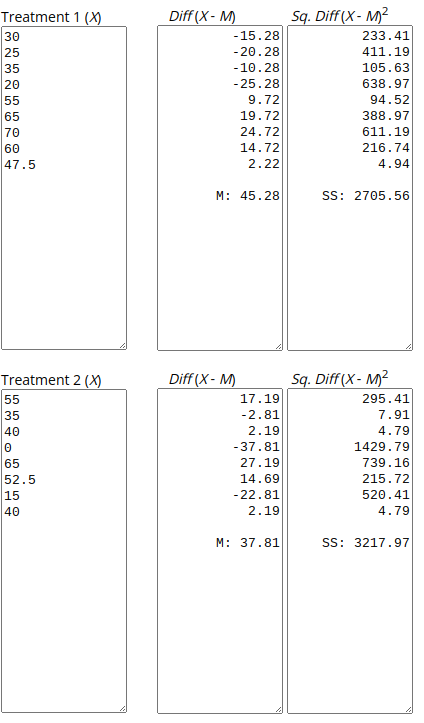 Treatment 1 (X) Diff (X - M) Sq. Diff (X - M)2
30 -15.28 233.41
25 -20.28 411.19
35 -10.28 105.63
20 -25.28 638.97
55 9.72 94.52
65 19.72 388.97
70 24.72 611.19
60 14.72 216.74
47.5 2.22 4.94
M: 45.28 SS: 2705.56
Treatment 2 (X) Diff (X - M) Sq. Diff (X - M)2
55 17.19 295.41
35 -2.81 7.91
40 2.19 4.79
0 -37.81 1429.79
65 27.19 739.16
52.5 14.69 215.72
15 -22.81 520.41
40 2.19 4.79
M: 37.81 SS: 3217.97